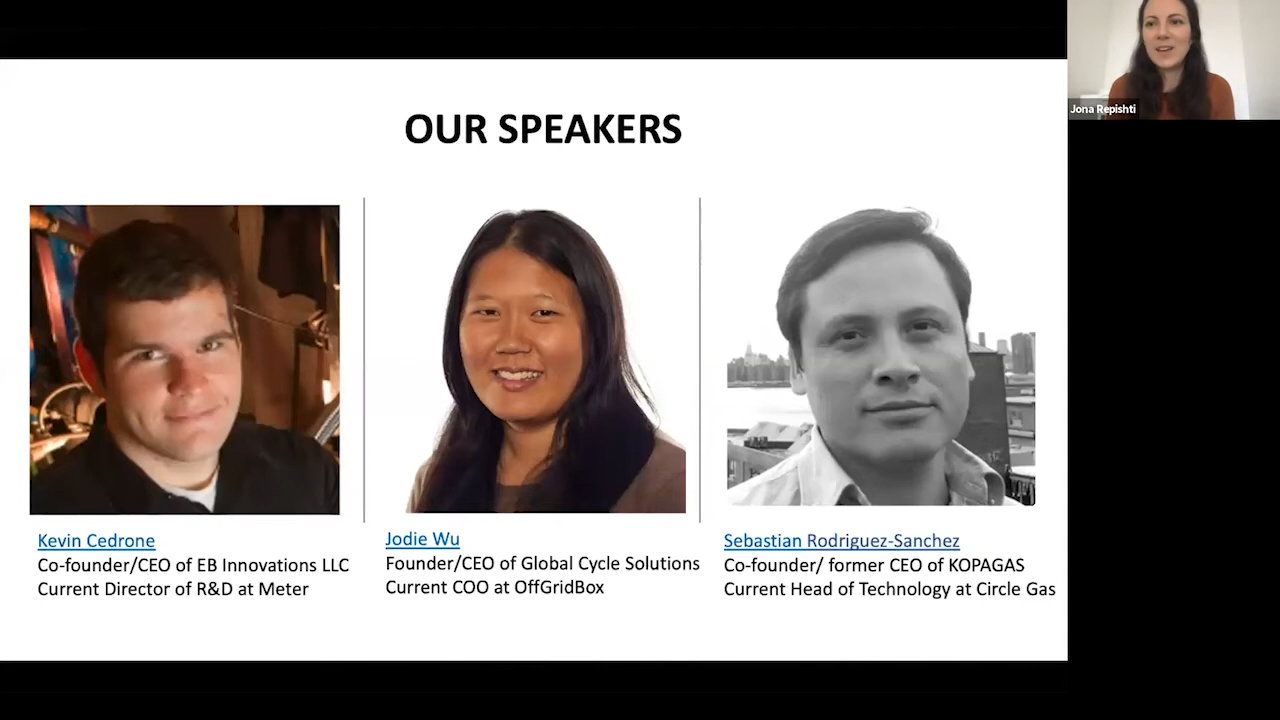 Jona Repishti
OUR SPEAKERS
Kevin Cedrone
Co-founder/CEO of EB Innovations LLC
Current Director of R&D at Meter
Jodie Wu
Founder/CEO of Global Cycle Solutions
Current COO at OffGridBox
Sebastian Rodriguez-Sanchez
Co-founder/ former CEO of KOPAGAS
Current Head of Technology at Circle Gas